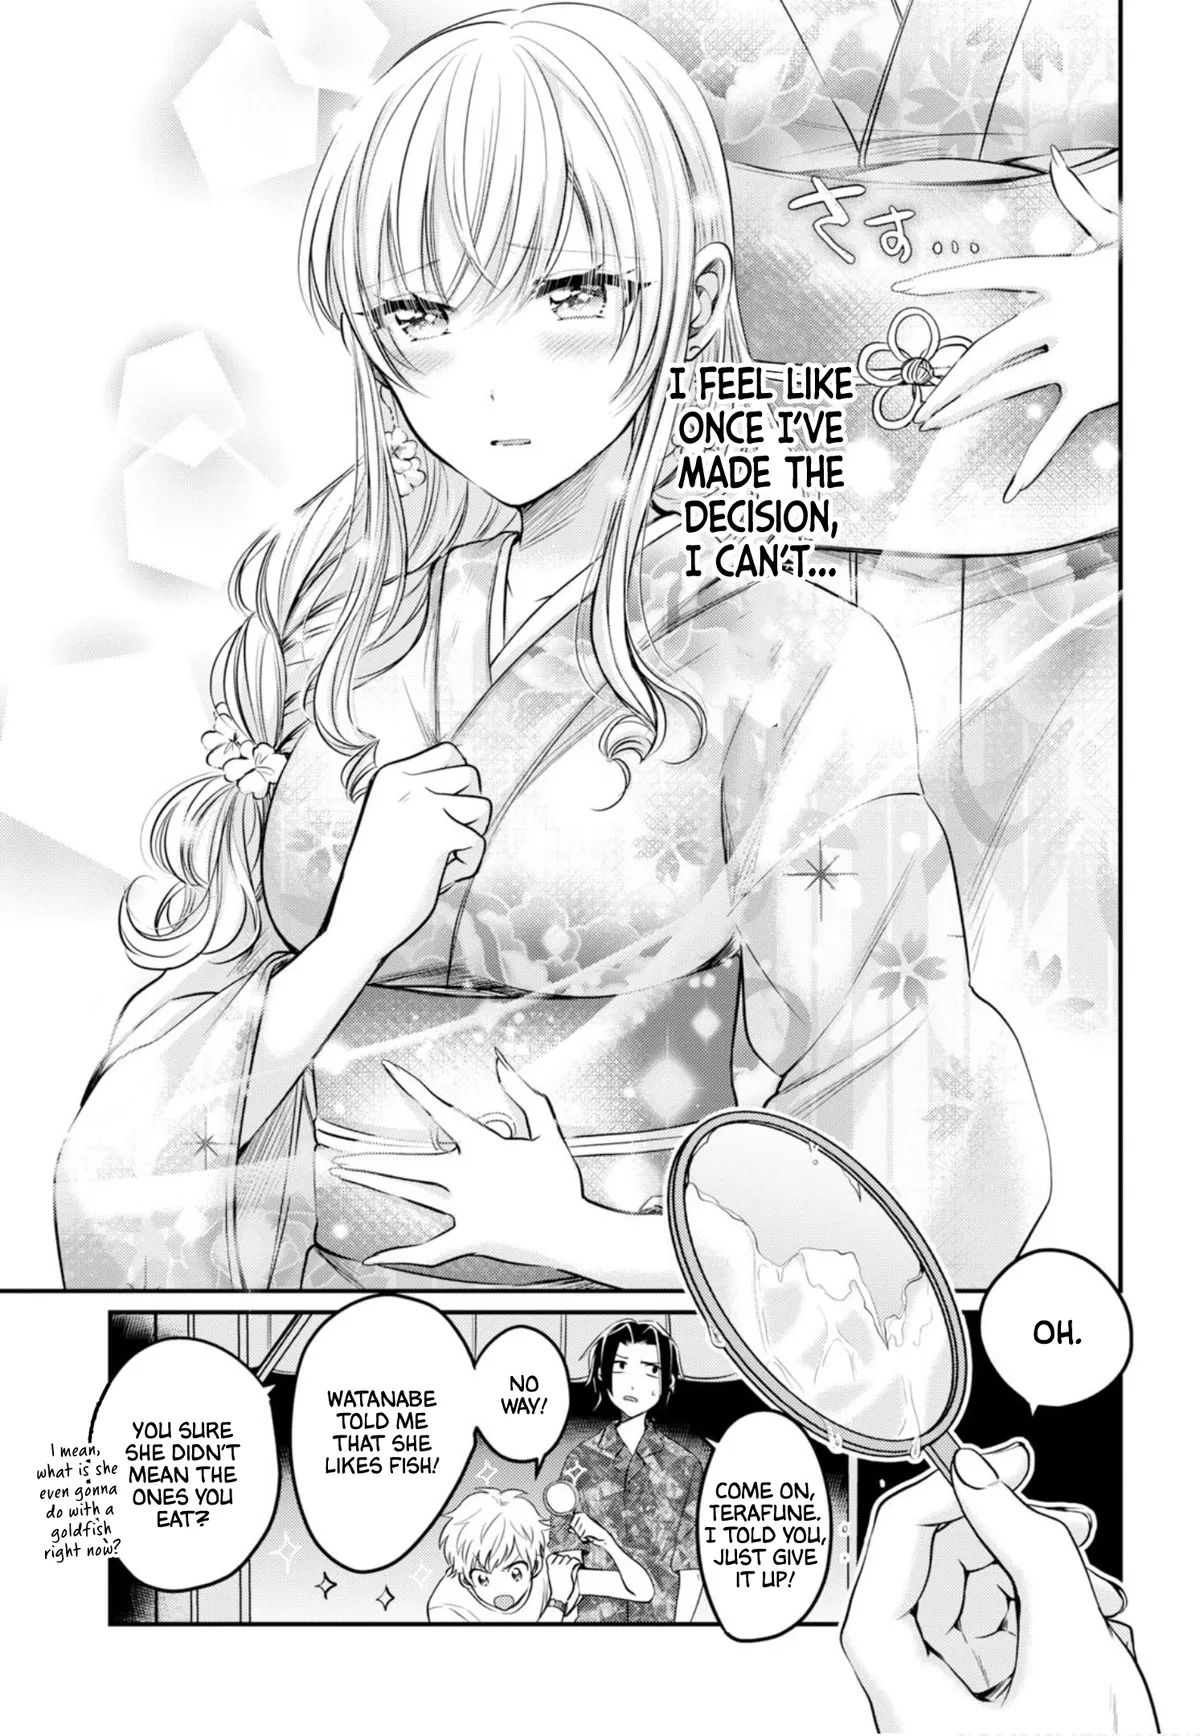 さす…
I FEEL LIKE
ONCE I'VE
MADE THE
DECISION,
I CAN'T...
OH.
COME ON,
TERAFUNE.
I TOLD YOU,
JUST GIVE
IT UP!
NO
WAY!
WATANABE
TOLD ME
THAT SHE
LIKES FISH!
YOU SURE
SHE DIDN'T
MEAN THE
ONES YOU
EAT?
I mean,
what is she
even gonna
do with a
goldfish
right now?